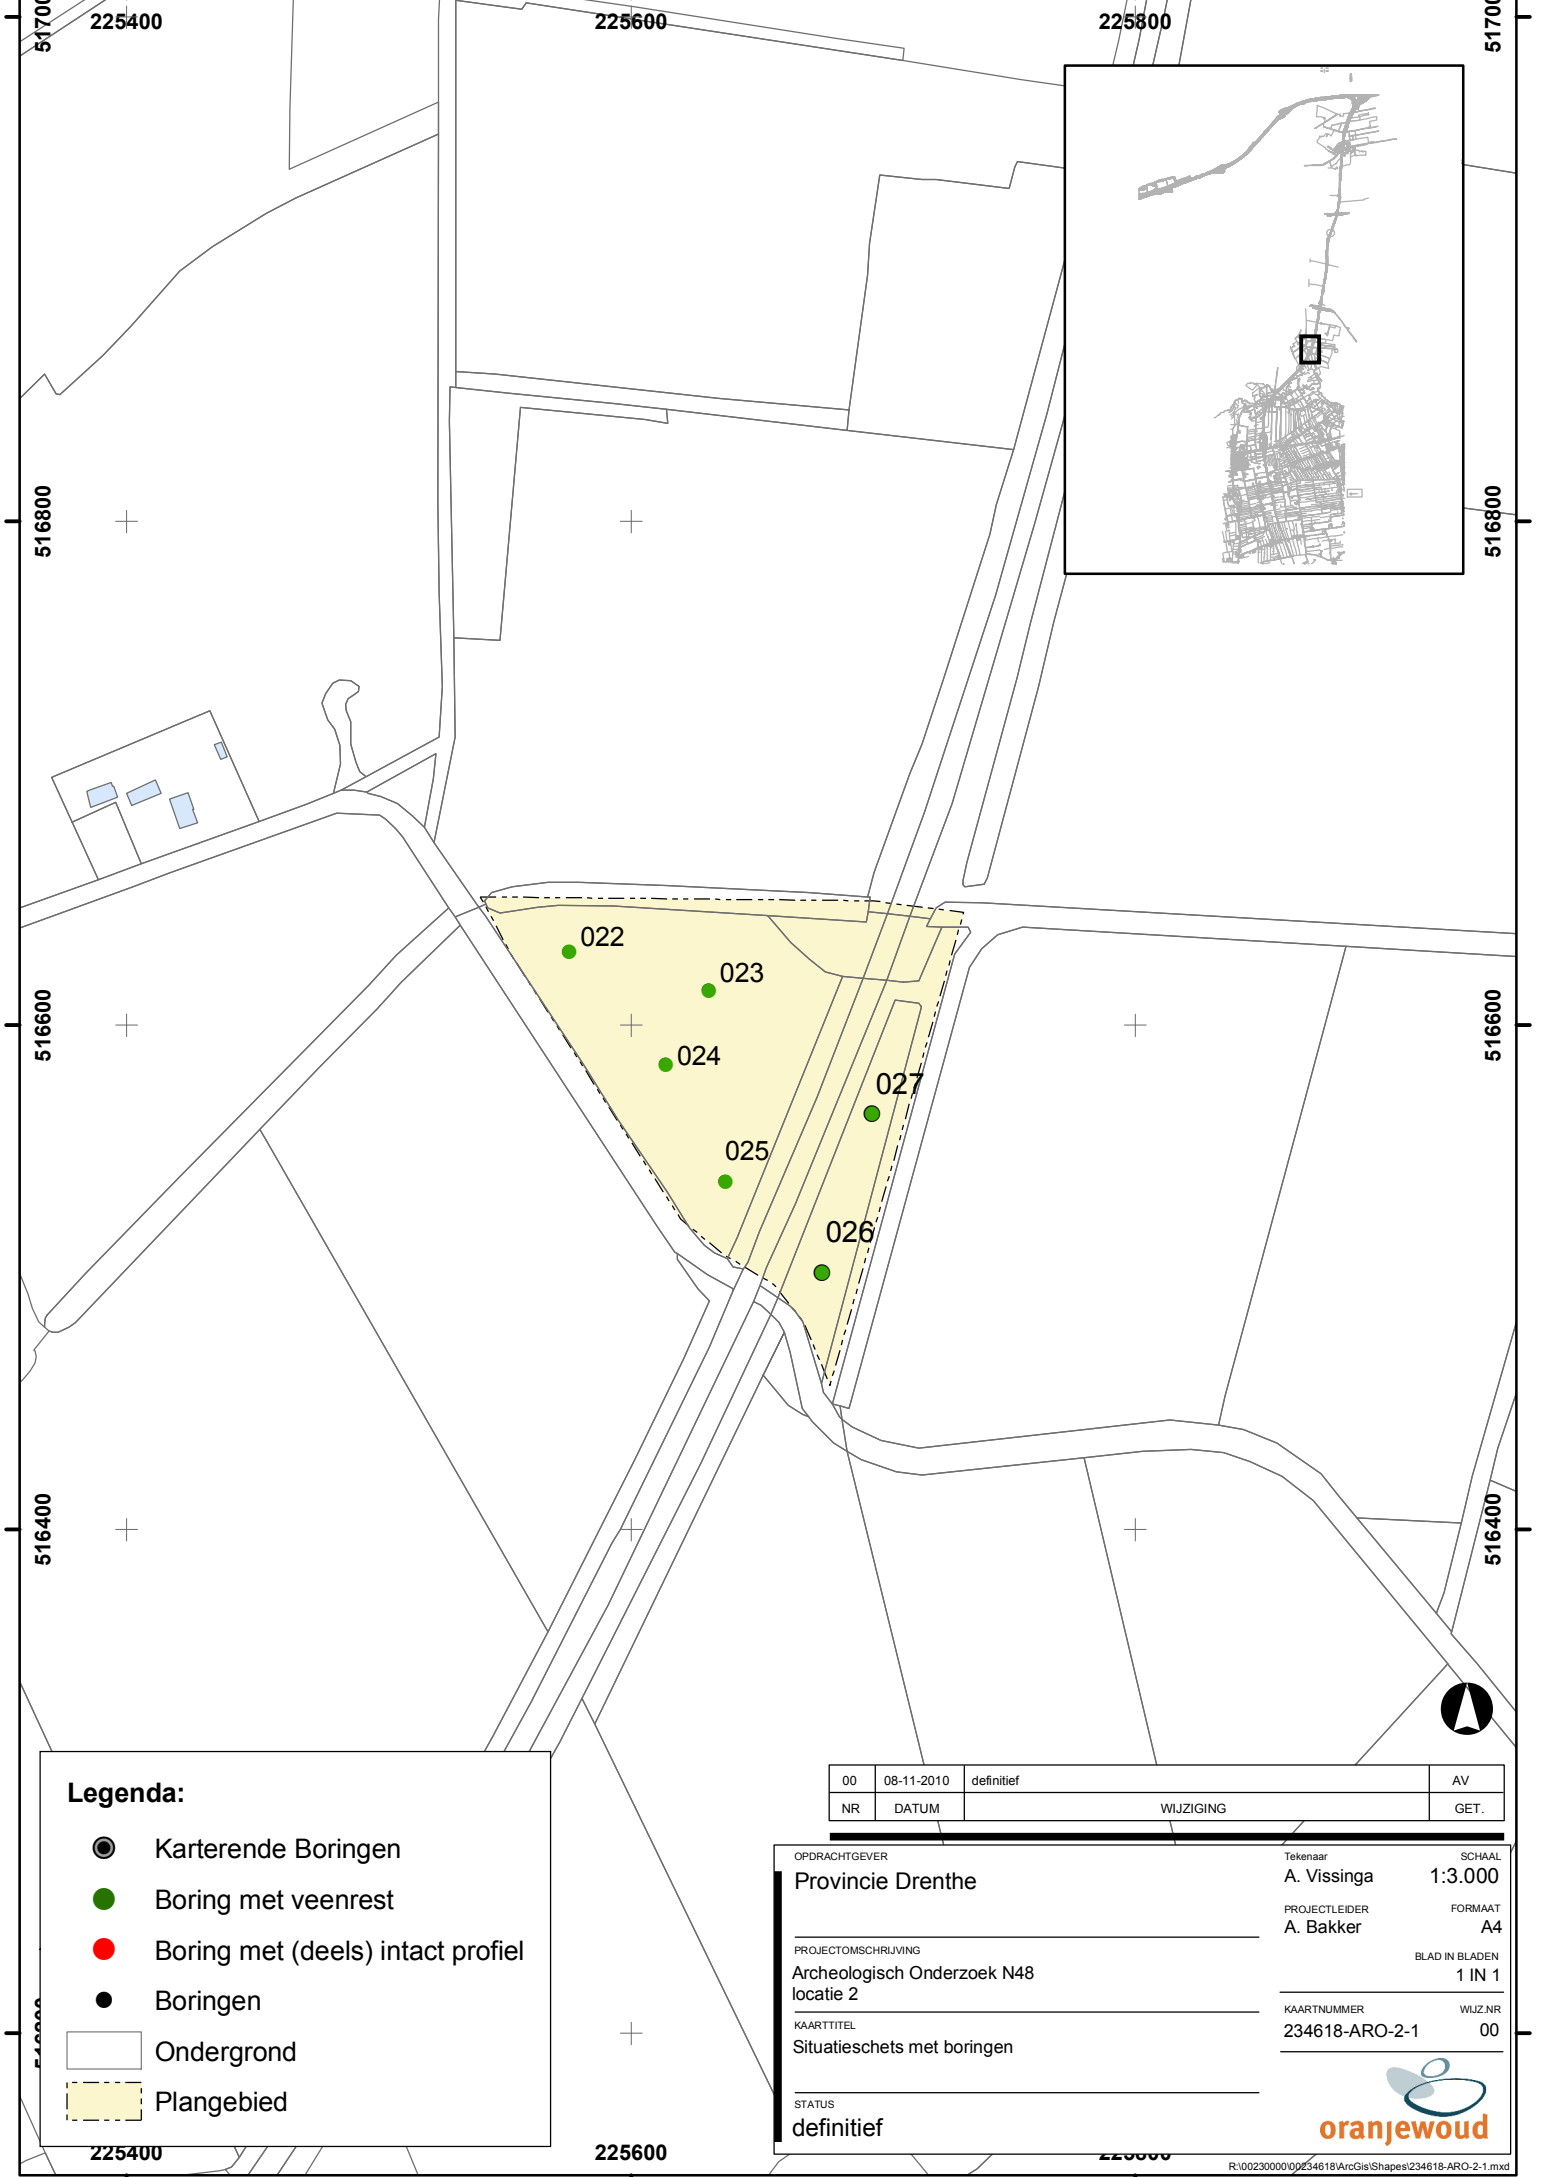 225400
225600
225800
516800
516800
022
023
516600
516600
024
027
025
026
516400
516400
Legenda:
Karterende Boringen
Boring met veenrest
Boring met (deels) intact profiel
Boringen
Ondergrond
Plangebied
00 08-11-2010 definitief AV
NR DATUM WIJZIGING GET.
OPDRACHTGEVER
Provincie Drenthe
Tekenaar SCHAAL
A. Vissinga 1:3.000
PROJECTLEIDER FORMAAT
A. Bakker A4
PROJECTOMSCHRIJVING
Archeologisch Onderzoek N48
locatie 2
BLAD IN BLADEN
1 IN 1
KAARTTITEL
Situatieschets met boringen
KAARTNUMMER WIJZ.NR
234618-ARO-2-1 00
STATUS
definitief
oranjewoud
225400
225600
R:\00230000\00234618\ArcGis\Shapes\234618-ARO-2-1.mxd